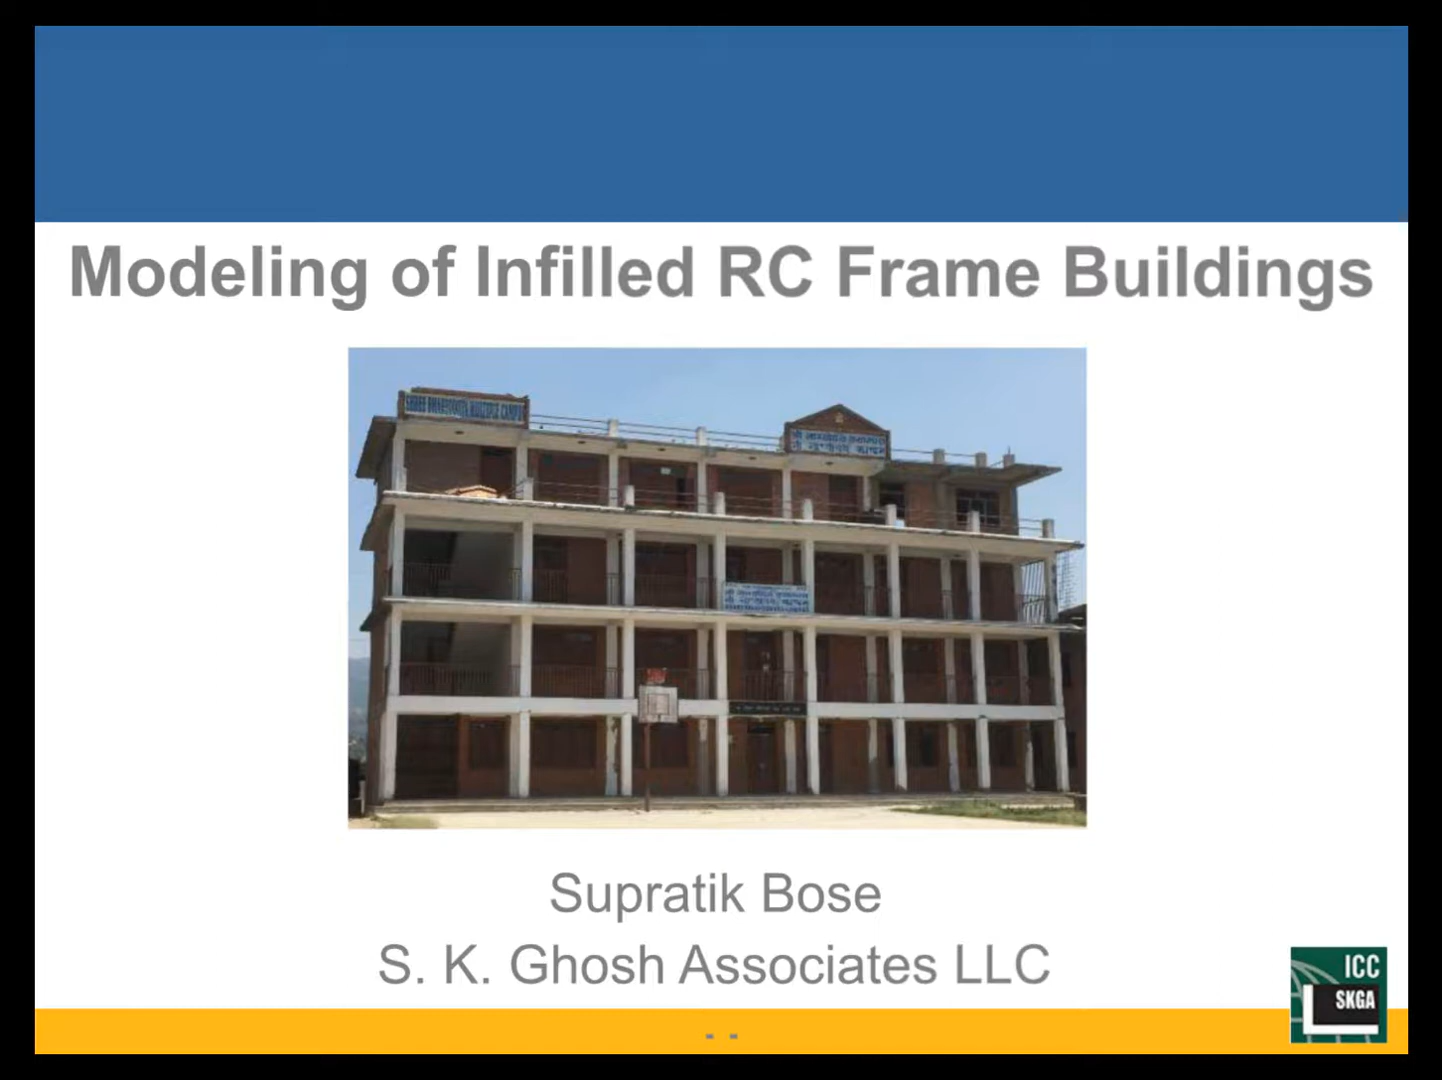 Modeling of Infilled RC Frame Buildings
Supratik Bose
S. K. Ghosh Associates LLC
ICC
SKGA
- -